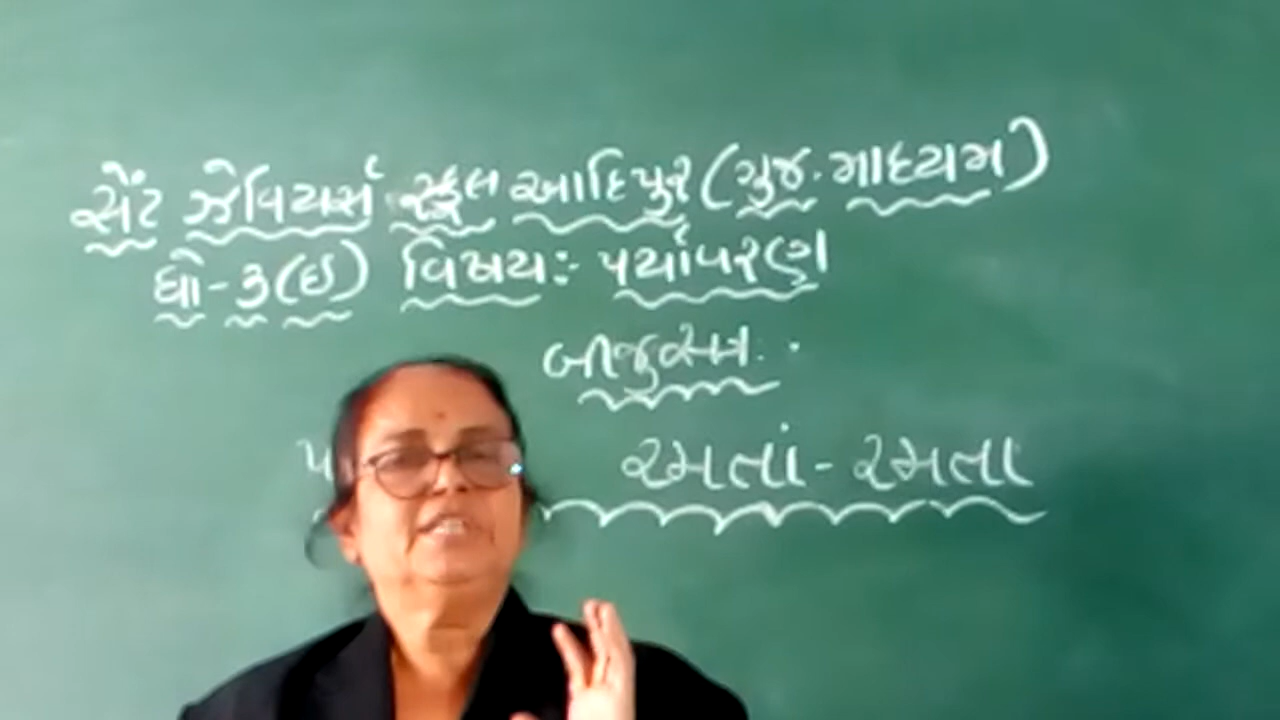 સેંટ ઝેવિયર્સ સ્કુલ આદિપુર (ગુજ. માધ્યમ)
ધો-૩ (ઇ) વિષય:- પર્યાવરણ
બીજુસત્ર.
રમતાં - રમતા